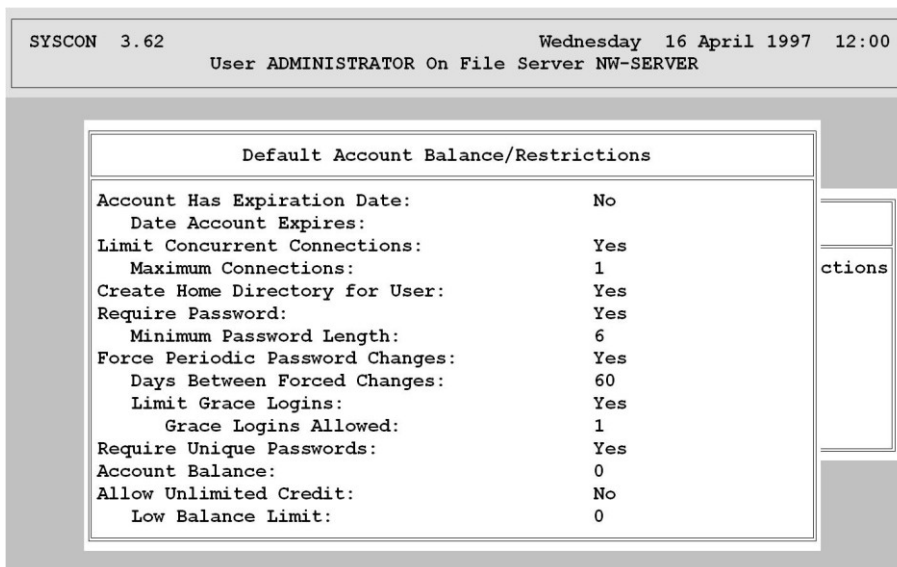 SYSCON 3.62 Wednesday 16 April 1997 12:00
User ADMINISTRATOR On File Server NW-SERVER
Default Account Balance/Restrictions
Account Has Expiration Date: No
Date Account Expires:
Limit Concurrent Connections: Yes
Maximum Connections: 1
ctions
Create Home Directory for User: Yes
Require Password: Yes
Minimum Password Length: 6
Force Periodic Password Changes: Yes
Days Between Forced Changes: 60
Limit Grace Logins: Yes
Grace Logins Allowed: 1
Require Unique Passwords: Yes
Account Balance: 0
Allow Unlimited Credit: No
Low Balance Limit: 0